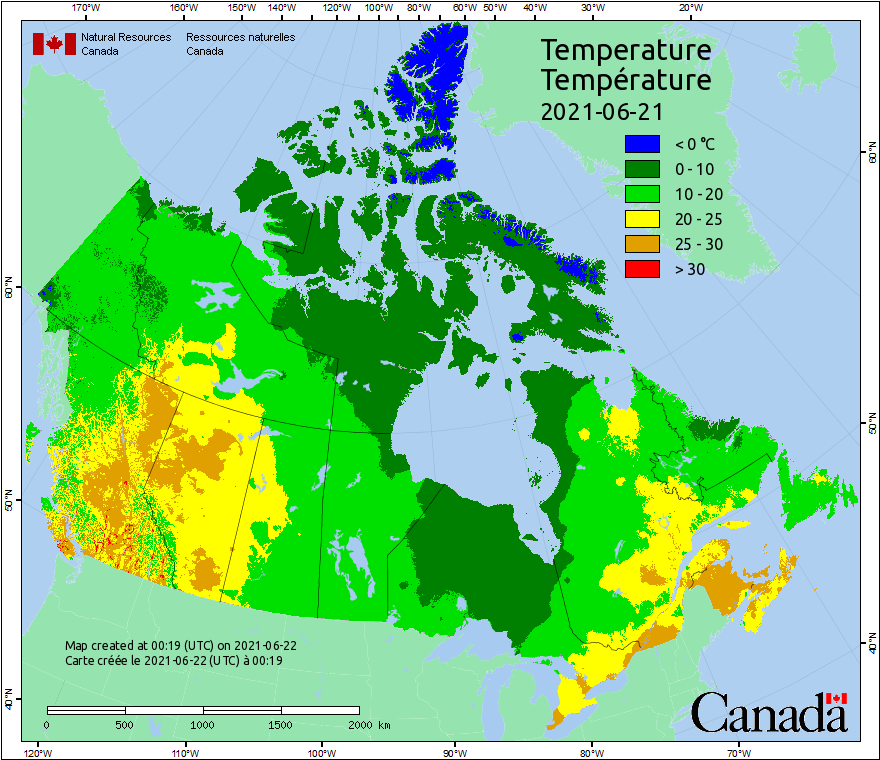 170°W 160°W 150°W 140°W 130°W 120°W 110°W 100°W 80°W 60°W 50°W 40°W 30°W 20°W
Natural Resources Ressources naturelles
Canada Canada
Temperature
Température
2021-06-21
< 0 °C
0 - 10
10 - 20
20 - 25
25 - 30
> 30
60°N
60°N
50°N
50°N
40°N
40°N
Map created at 00:19 (UTC) on 2021-06-22
Carte créée le 2021-06-22 (UTC) à 00:19
0 500 1000 1500 2000 km
Canada
120°W 110°W 100°W 90°W 80°W 70°W